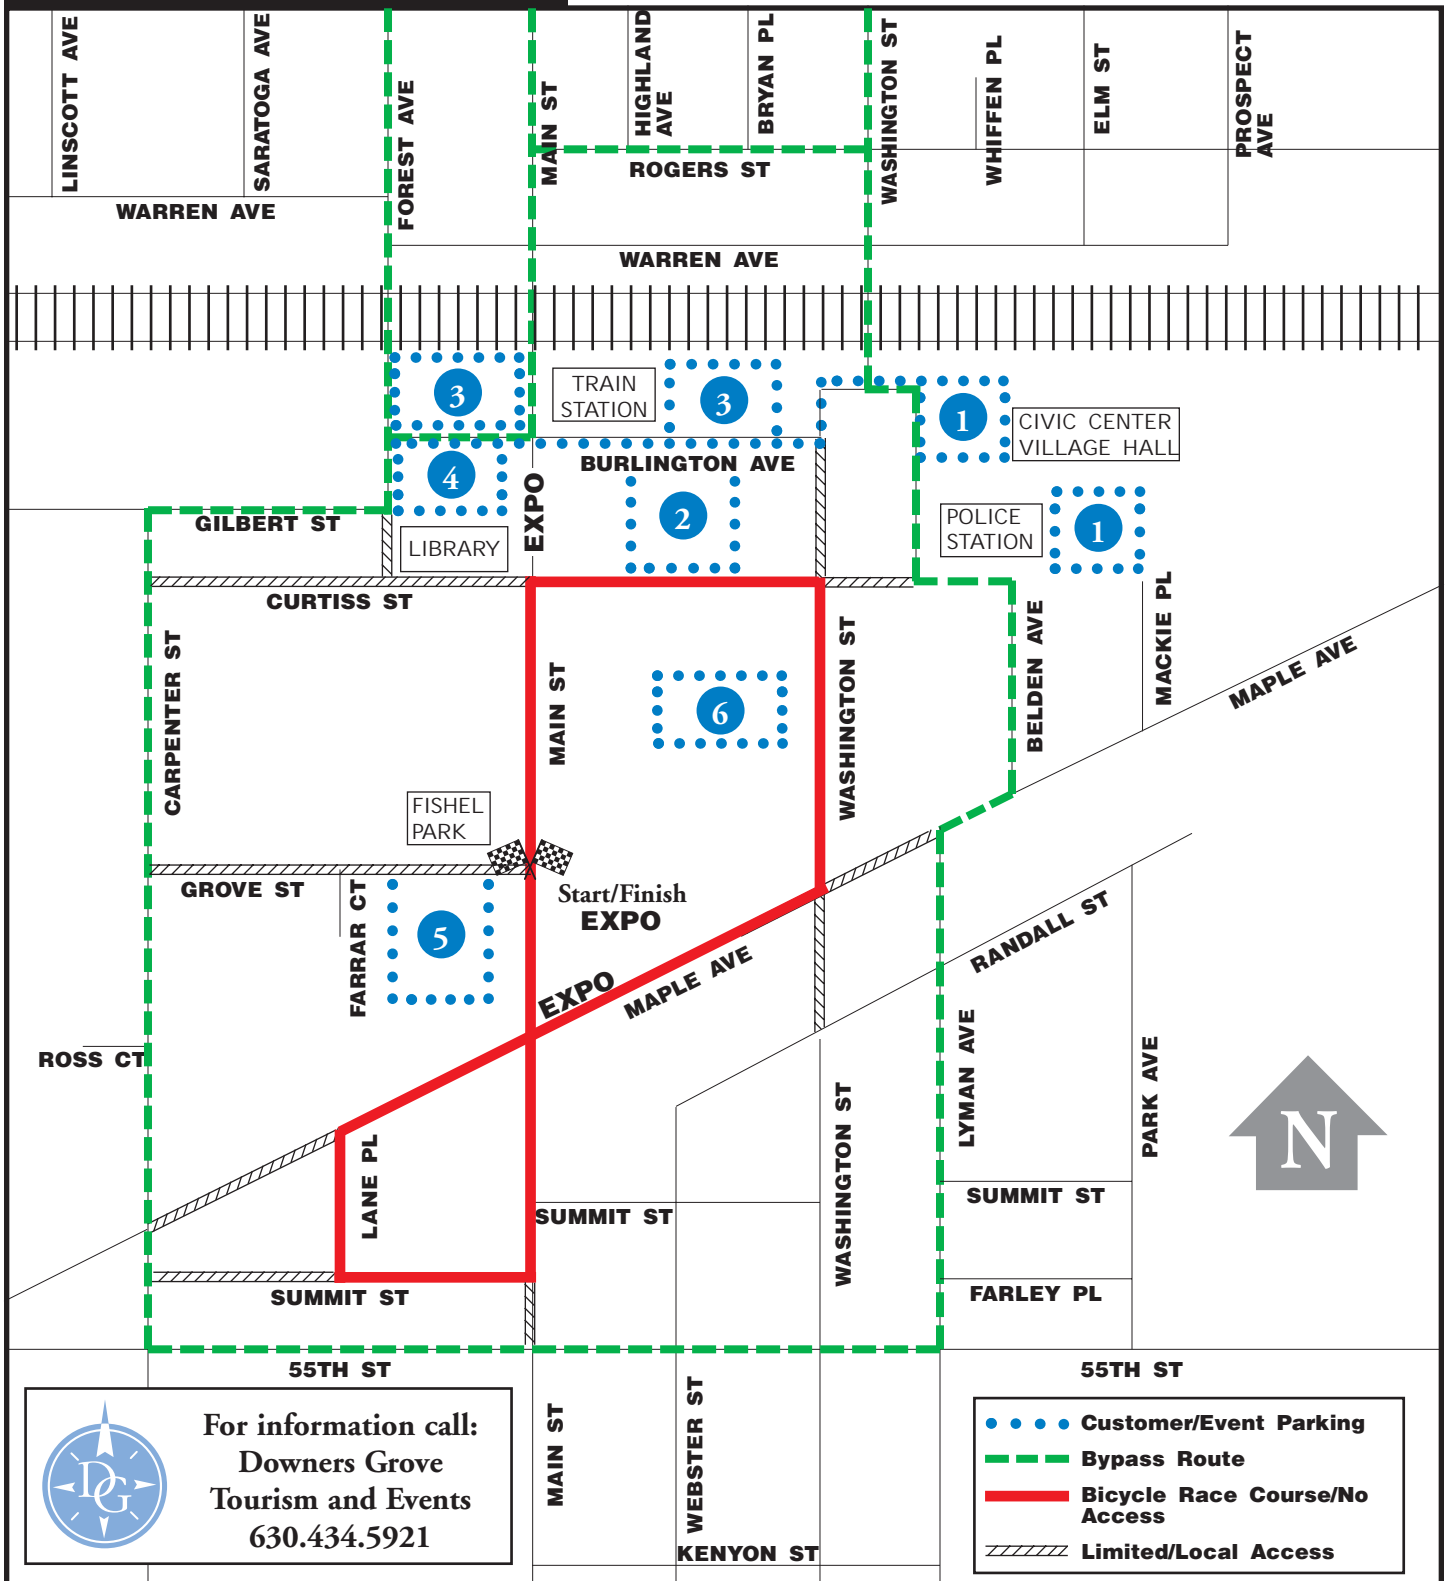 LINSCOTT AVE
SARATOGA AVE
FOREST AVE
MAIN ST
HIGHLAND
AVE
BRYAN PL
WASHINGTON ST
WHIFFEN PL
ELM ST
PROSPECT
AVE
ROGERS ST
WARREN AVE
WARREN AVE
3
TRAIN
STATION
3
1
CIVIC CENTER
VILLAGE HALL
BURLINGTON AVE
4
EXPO
2
GILBERT ST
LIBRARY
POLICE
STATION
1
CURTISS ST
CARPENTER ST
MAIN ST
6
WASHINGTON ST
BELDEN AVE
MACKIE PL
MAPLE AVE
FISHEL
PARK
GROVE ST
FARRAR CT
5
Start/Finish
EXPO
EXPO
MAPLE AVE
RANDALL ST
ROSS CT
LANE PL
WASHINGTON ST
LYMAN AVE
PARK AVE
N
SUMMIT ST
SUMMIT ST
SUMMIT ST
FARLEY PL
55TH ST
55TH ST
DG
For information call:
Downers Grove
Tourism and Events
630.434.5921
MAIN ST
WEBSTER ST
KENYON ST
Customer/Event Parking
Bypass Route
Bicycle Race Course/No
Access
Limited/Local Access